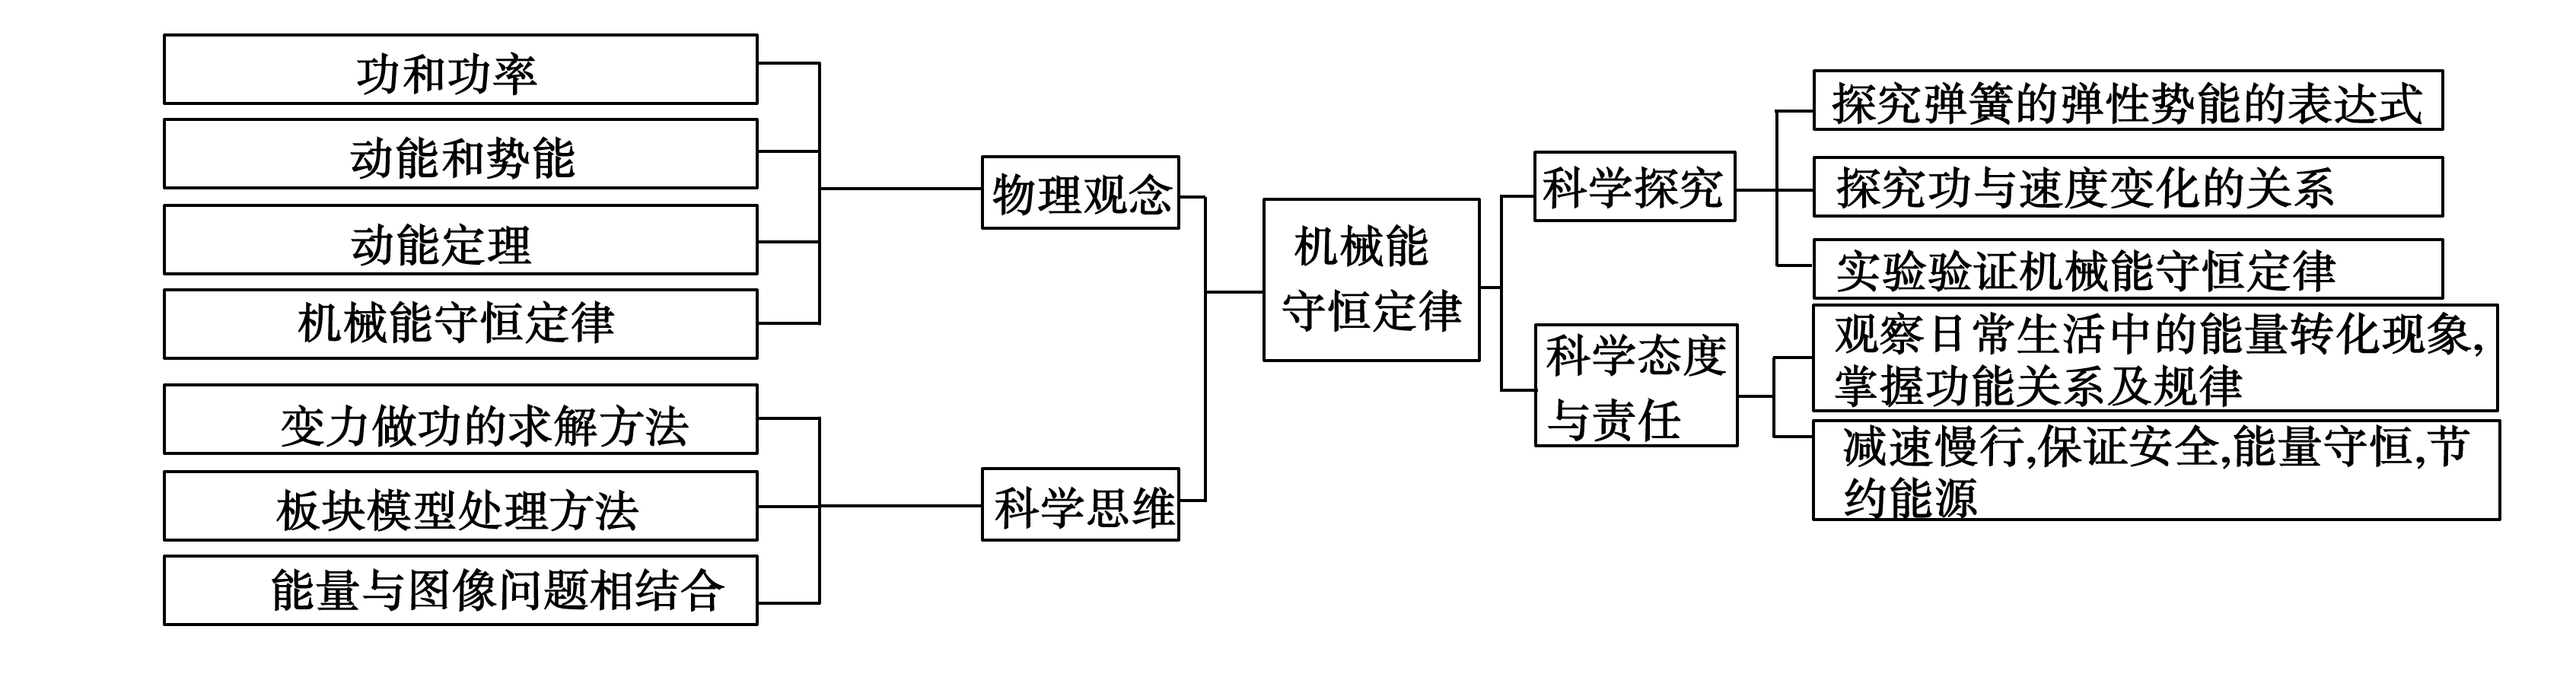 功和功率
动能和势能
动能定理
机械能守恒定律
变力做功的求解方法
板块模型处理方法
能量与图像问题相结合
物理观念
科学思维
机械能
守恒定律
科学探究
科学态度
与责任
探究弹簧的弹性势能的表达式
探究功与速度变化的关系
实验验证机械能守恒定律
观察日常生活中的能量转化现象,
掌握功能关系及规律
减速慢行,保证安全,能量守恒,节
约能源